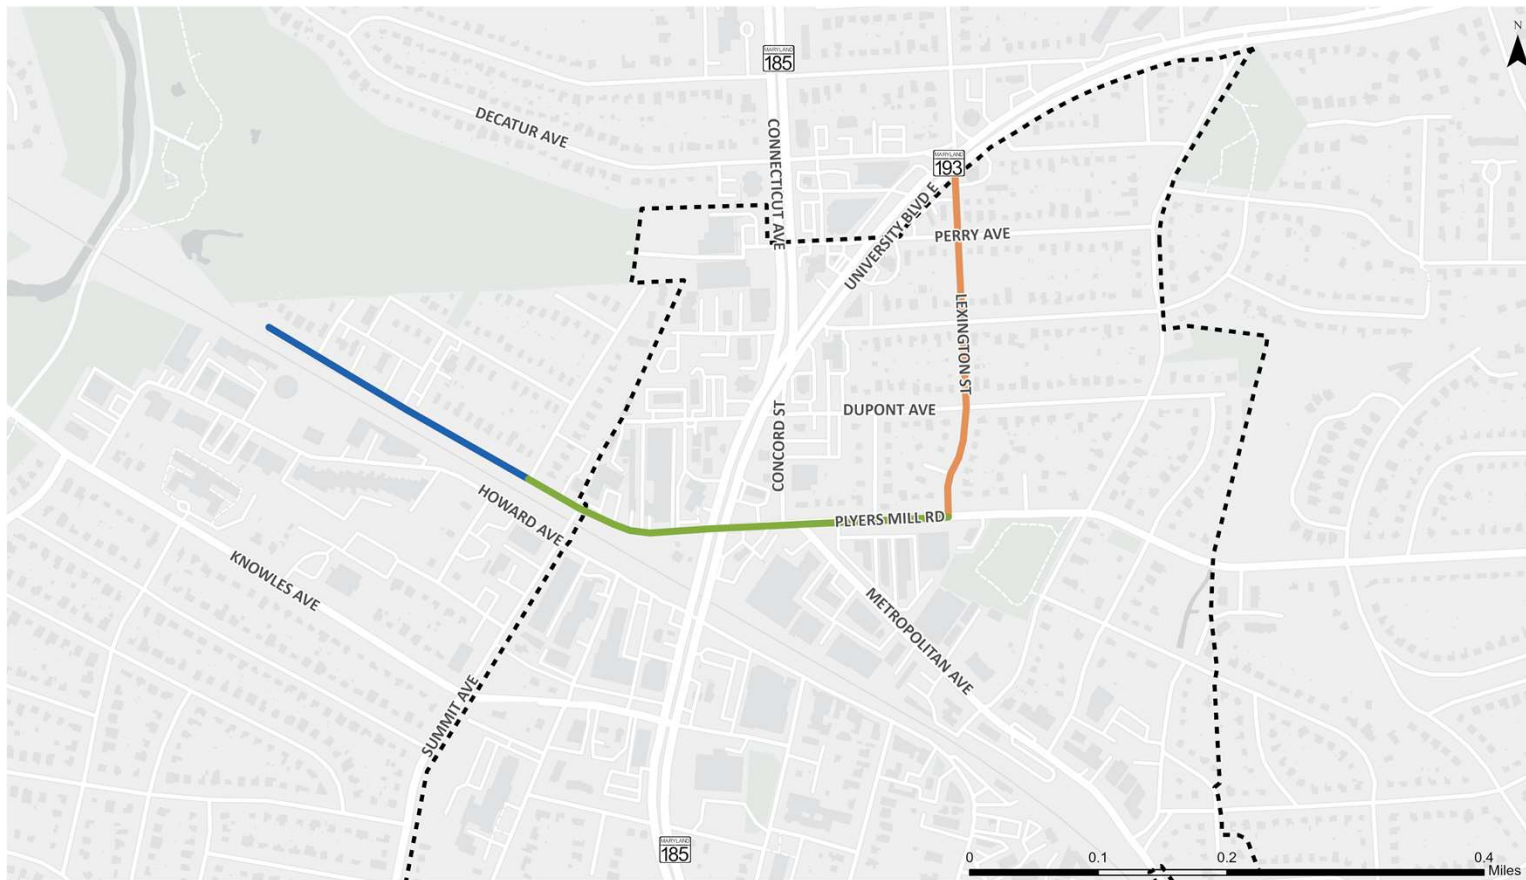 N
MARYLAND
185
DECATUR AVE
CONNECTICUT AVE
MARYLAND
193
UNIVERSITY BLVD E
PERRY AVE
LEXINGTON ST
DUPONT AVE
CONCORD ST
HOWARD AVE
PLYERS MILL RD
KNOWLES AVE
METROPOLITAN AVE
SUMMIT AVE
MARYLAND
185
0 0.1 0.2 0.4
Miles